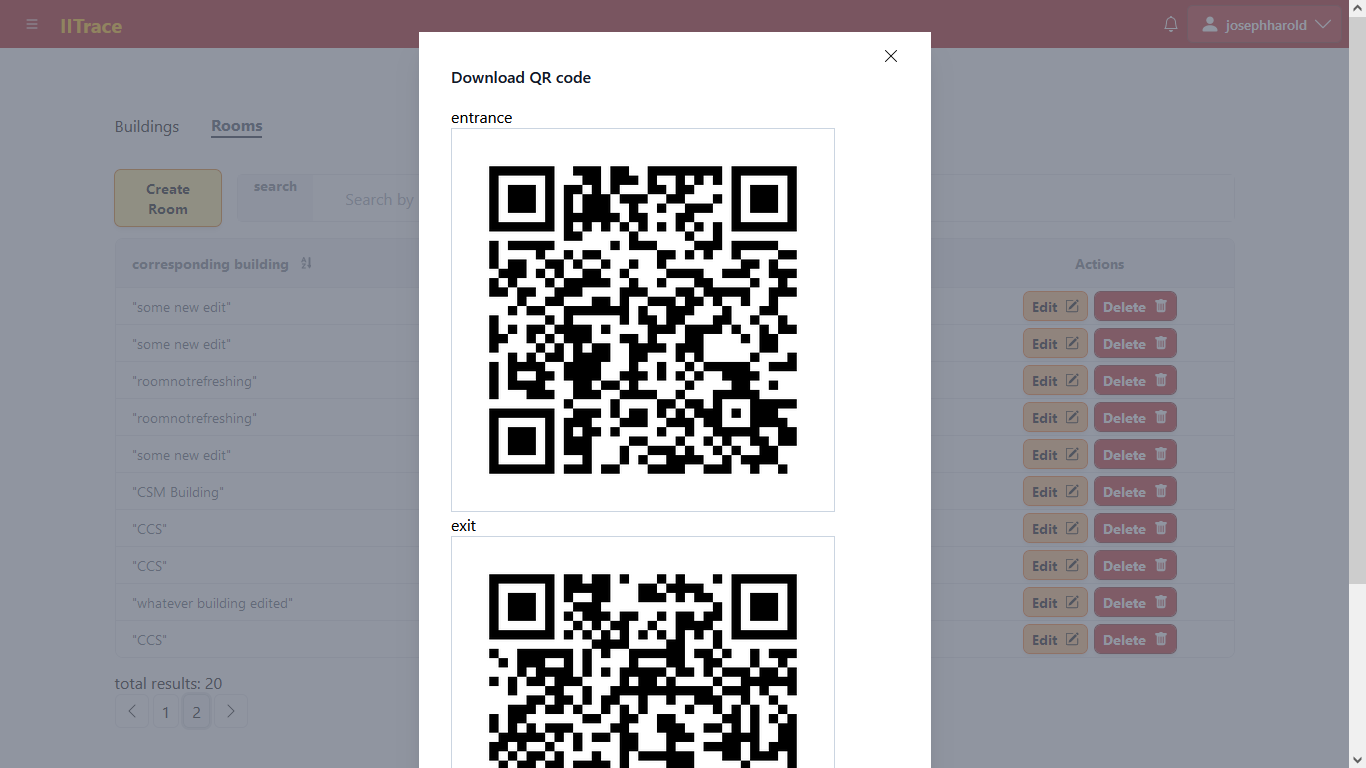 IITrace
josephharold
Download QR code
entrance
Buildings Rooms
Create
Room
search
Search by
corresponding building
Actions
"some new edit" Edit Delete
"some new edit" Edit Delete
"roomnotrefreshing" Edit Delete
"roomnotrefreshing" Edit Delete
"some new edit" Edit Delete
"CSM Building" Edit Delete
exit
"CCS" Edit Delete
"CCS" Edit Delete
"whatever building edited" Edit Delete
"CCS" Edit Delete
total results: 20
1 2